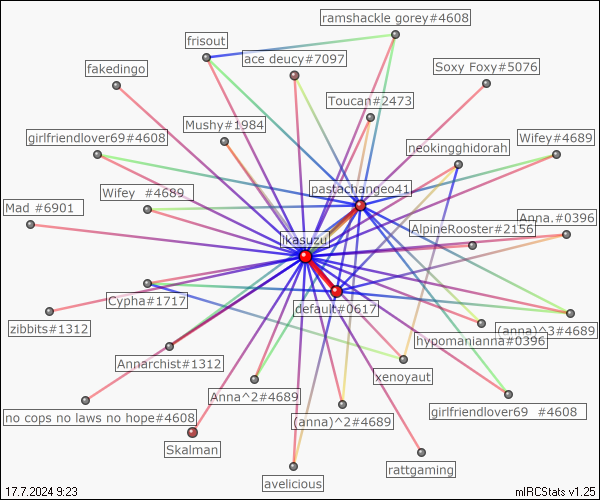 ramshackle gorey#4608
frisout
ace deucy#7097
fakedingo
Soxy Foxy#5076
Toucan#2473
Mushy#1984
girlfriendlover69#4608
neokingghidorah
Wifey#4689
pastachangeo41
Wifey  #4689
Mad #6901
Anna.#0396
AlpineRooster#2156
jkasuzu
Cypha#1717
default#0617
zibbits#1312
(anna)^3#4689
hypomanianna#0396
Annarchist#1312
xenoyaut
Anna^2#4689
girlfriendlover69  #4608
no cops no laws no hope#4608
(anna)^2#4689
Skalman
rattgaming
avelicious
17.7.2024 9:23
mIRCStats v1.25